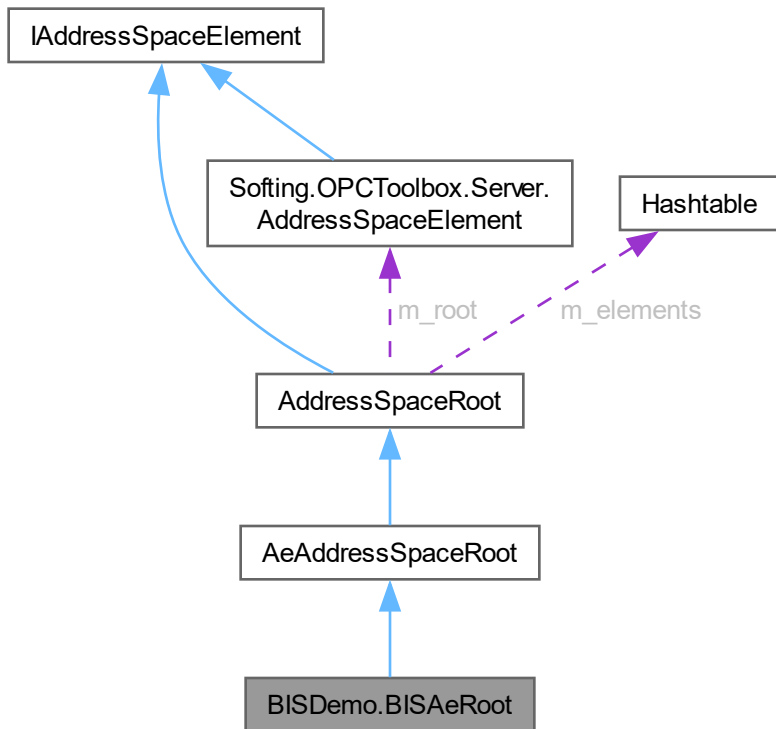 IAddressSpaceElement
Softing.OPCToolbox.Server.
AddressSpaceElement
Hashtable
m_root
m_elements
AddressSpaceRoot
AeAddressSpaceRoot
BISDemo.BISAeRoot